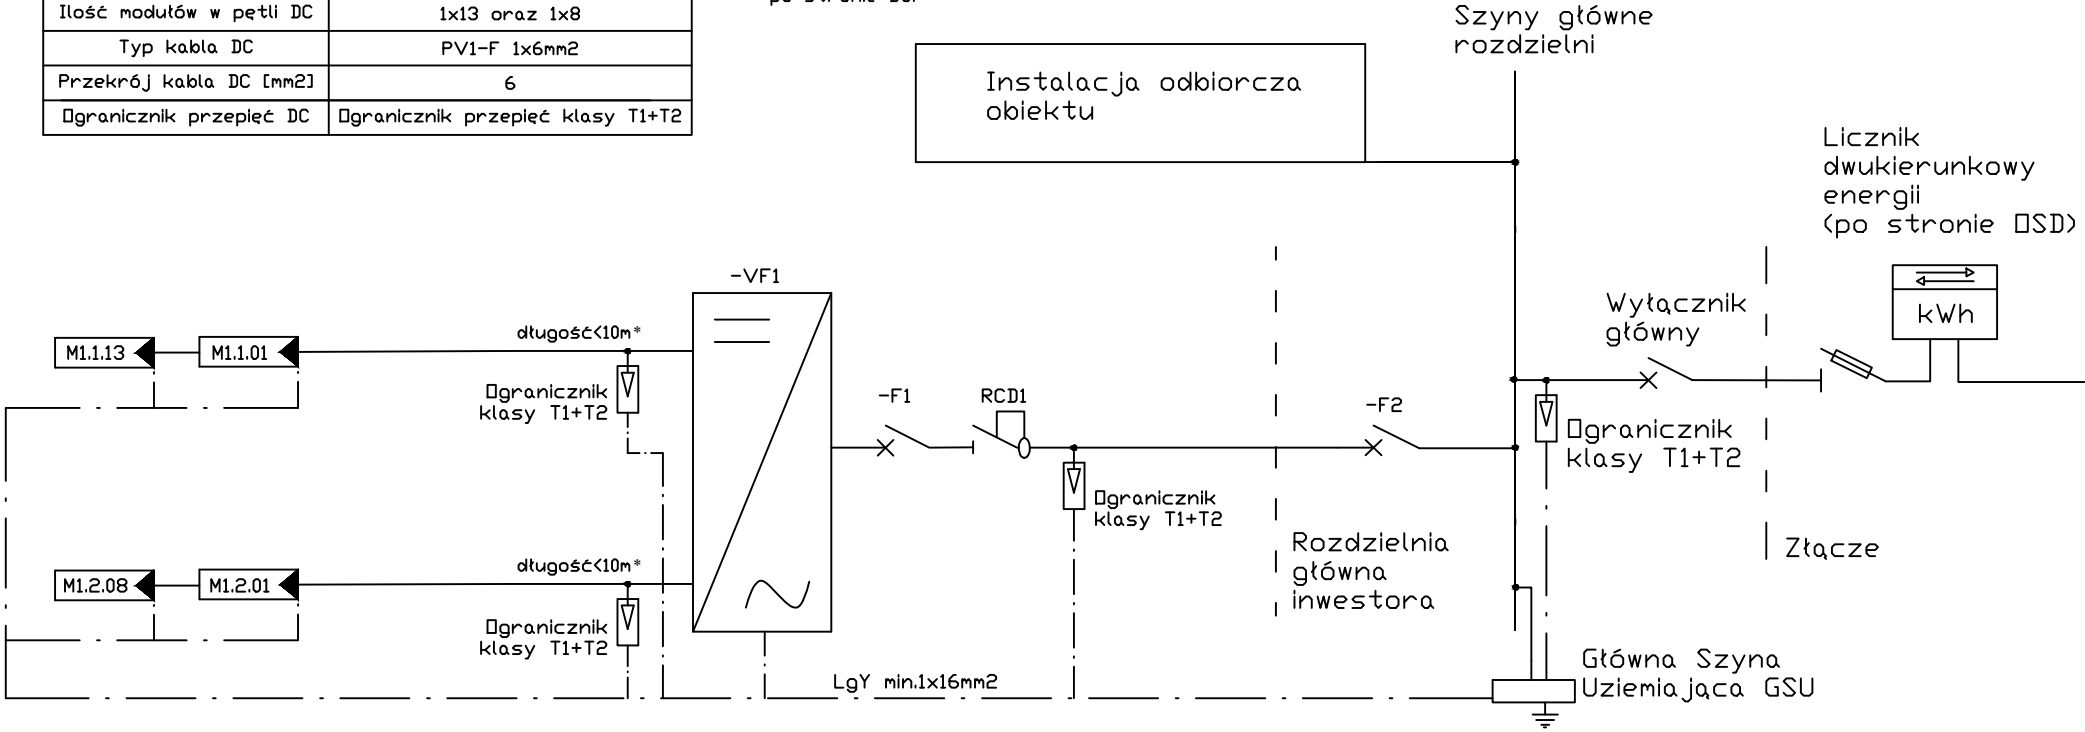 Ilość modułów w pętli DC 1x13 oraz 1x8
Typ kabla DC PV1-F 1x6mm2
Przekrój kabla DC [mm2] 6
Ogranicznik przepięć DC Ogranicznik przepięć klasy T1+T2
Szyny główne
rozdzielni
Instalacja odbiorcza
obiektu
Licznik
dwukierunkowy
energii
(po stronie OSD)
kWh
-VF1
Wyłącznik
główny
długość<10m*
M1.1.13
M1.1.01
Ogranicznik
klasy T1+T2
-F1
RCD1
-F2
Ogranicznik
klasy T1+T2
Ogranicznik
klasy T1+T2
Rozdzielnia
główna
inwestora
Złącze
długość<10m*
M1.2.08
M1.2.01
Ogranicznik
klasy T1+T2
LgY min.1x16mm2
Główna Szyna
Uziemiająca GSU